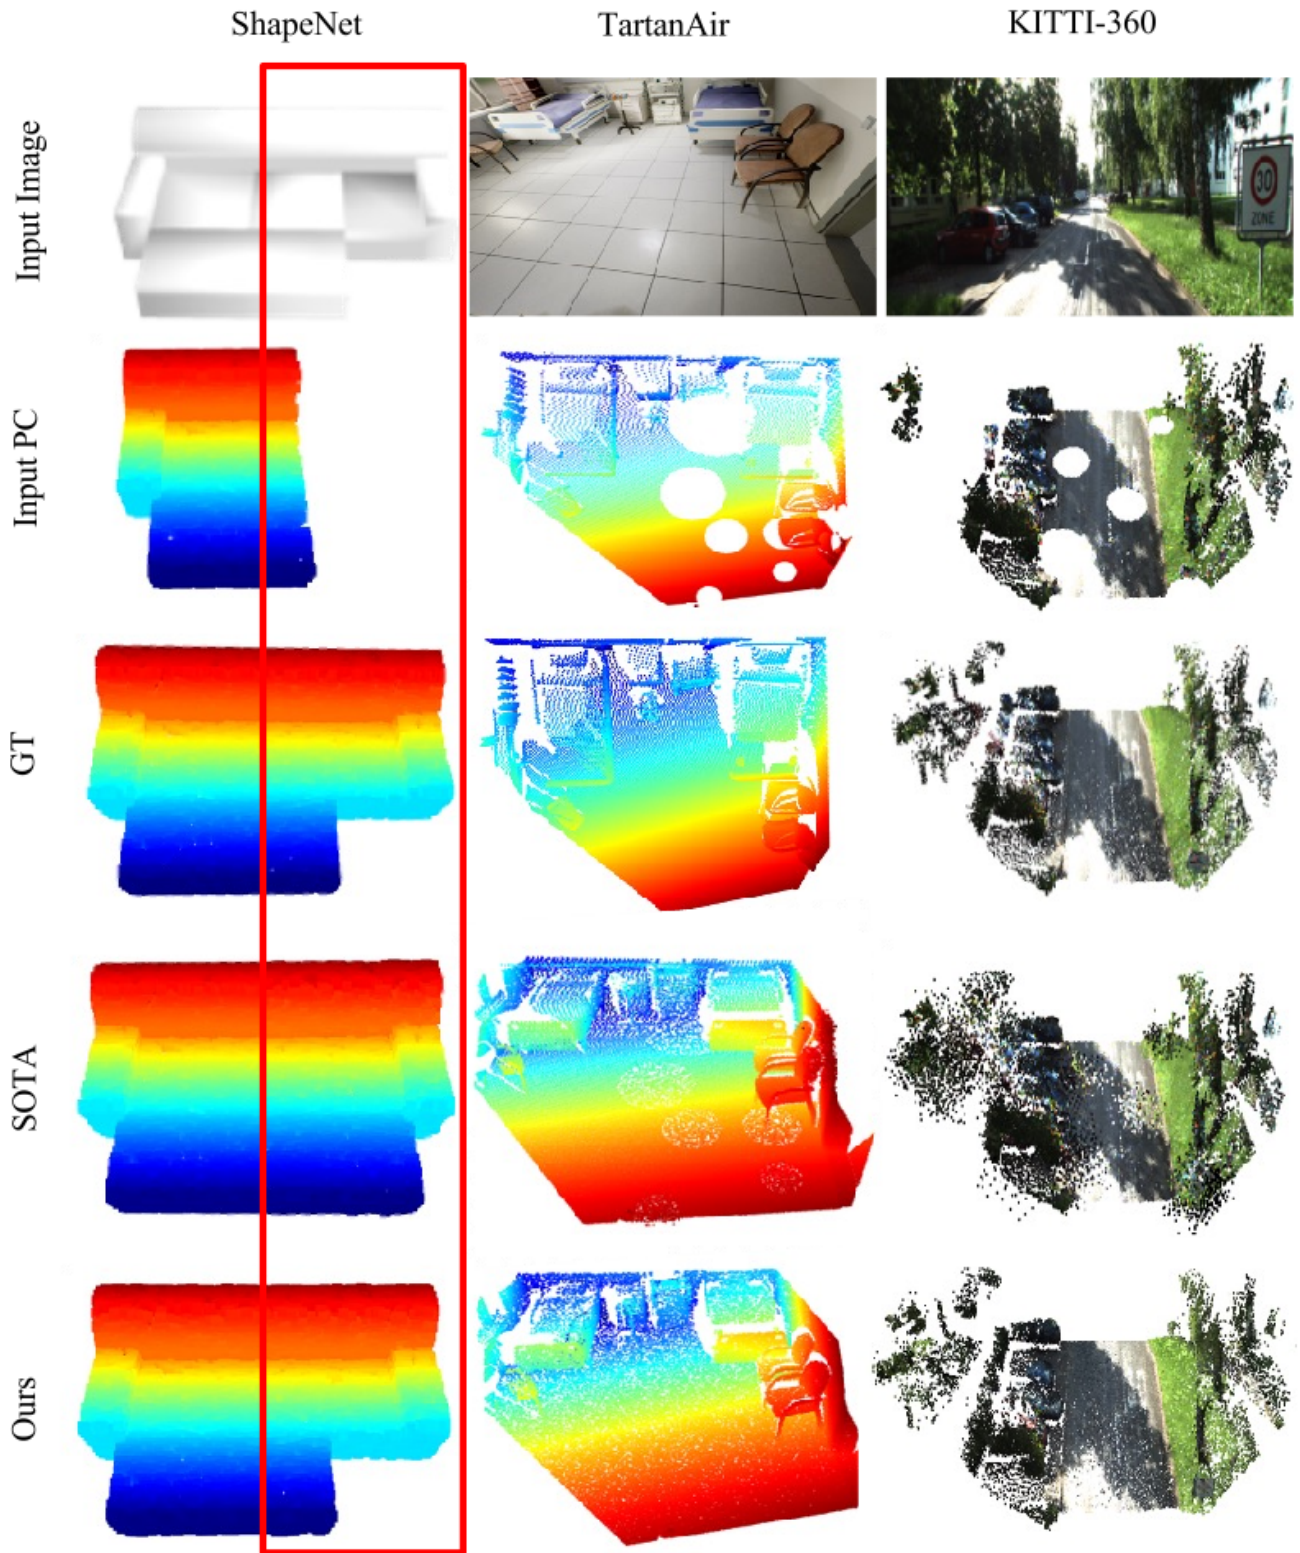 ShapeNet TartanAir KITTI-360
Input Image
30
ZONE
Input PC
GT
SOTA
Ours